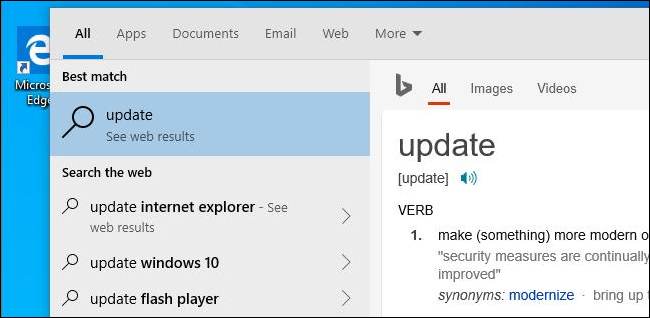 Micros
Edge
All Apps Documents Email Web More
Best match
update
See web results
Search the web
update internet explorer - See
web results
update windows 10
update flash player
All Images Videos
update
[update]
VERB
1. make (something) more modern o
"security measures are continually
improved"
synonyms: modernize · bring up t